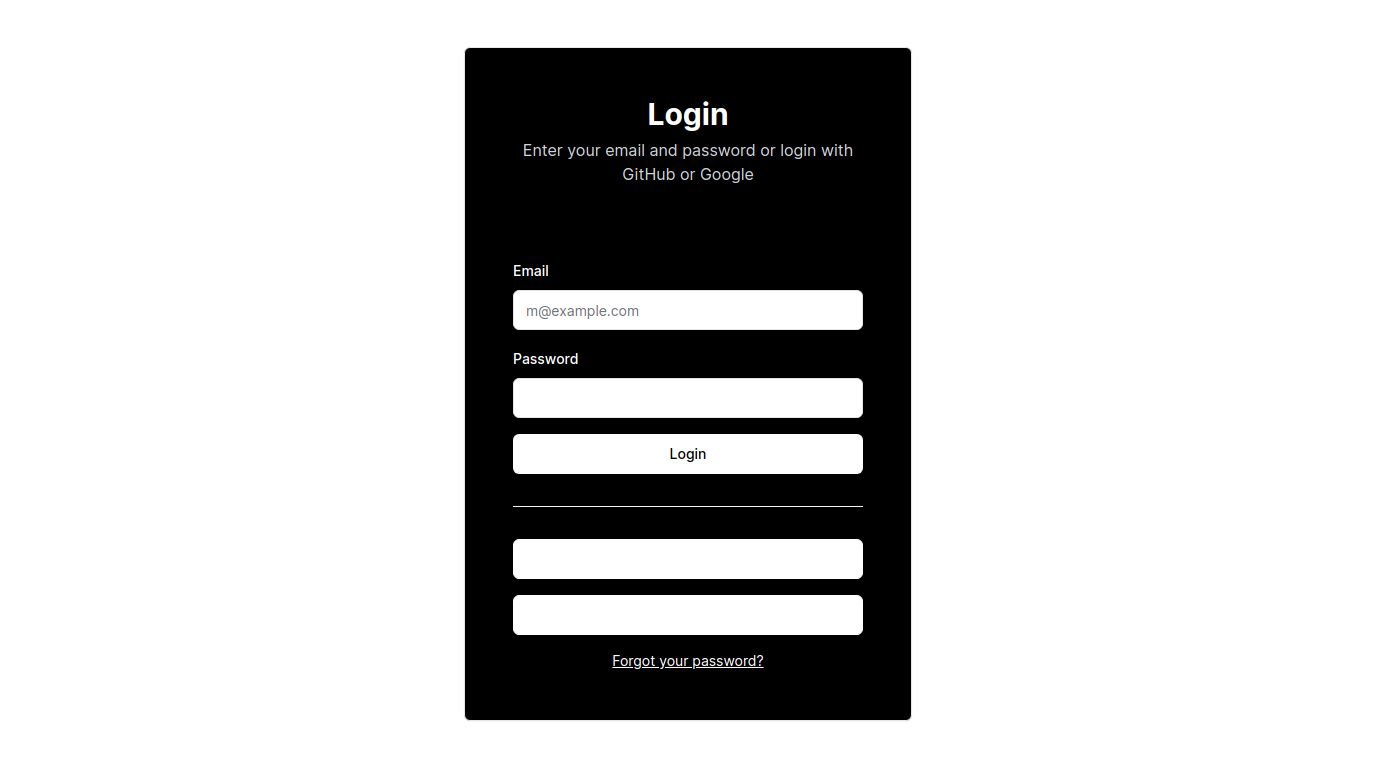 Login
Enter your email and password or login with
GitHub or Google
Email
m@example.com
Password
Login
Forgot your password?